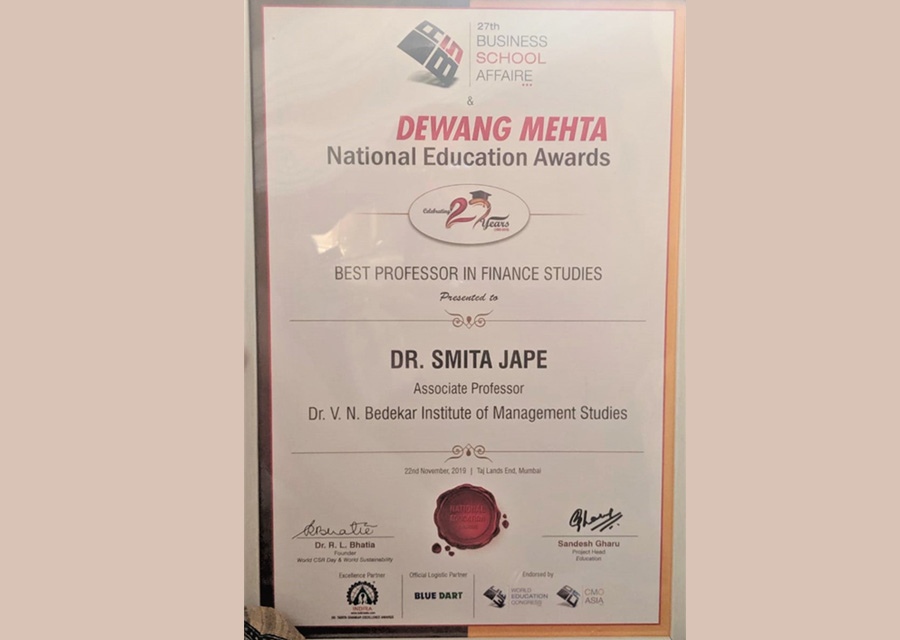 27th
BUSINESS
SCHOOL
AFFAIRE
&
DEWANG MEHTA
National Education Awards
Celebrating
27 Years
BEST PROFESSOR IN FINANCE STUDIES
Presented to
DR. SMITA JAPE
Associate Professor
Dr. V. N. Bedekar Institute of Management Studies
22nd November, 2019 | Taj Lands End, Mumbai
NATIONAL
Education
Dr. R. L. Bhatia
Founder
World CSR Day & World Sustainability
Sandesh Gharu
Project Head
Education
Excellence Partner
Official Logistic Partner
Endorsed by
BLUE DART
WORLD
EDUCATION
CONGRESS
CMO
ASIA